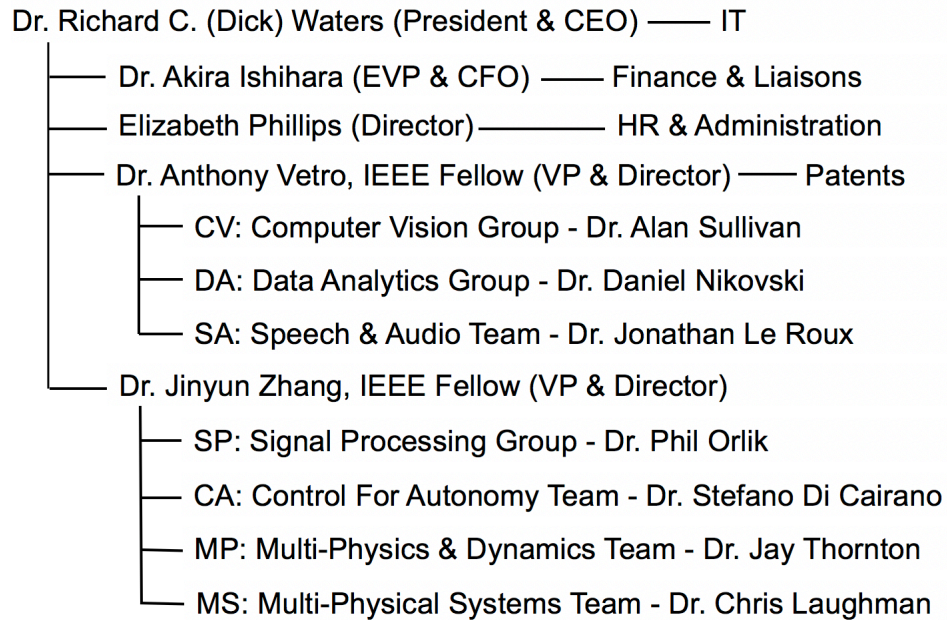 Dr. Richard C. (Dick) Waters (President & CEO) IT
Dr. Akira Ishihara (EVP & CFO) Finance & Liaisons
Elizabeth Phillips (Director) HR & Administration
Dr. Anthony Vetro, IEEE Fellow (VP & Director) Patents
CV: Computer Vision Group - Dr. Alan Sullivan
DA: Data Analytics Group - Dr. Daniel Nikovski
SA: Speech & Audio Team - Dr. Jonathan Le Roux
Dr. Jinyun Zhang, IEEE Fellow (VP & Director)
SP: Signal Processing Group - Dr. Phil Orlik
CA: Control For Autonomy Team - Dr. Stefano Di Cairano
MP: Multi-Physics & Dynamics Team - Dr. Jay Thornton
MS: Multi-Physical Systems Team - Dr. Chris Laughman